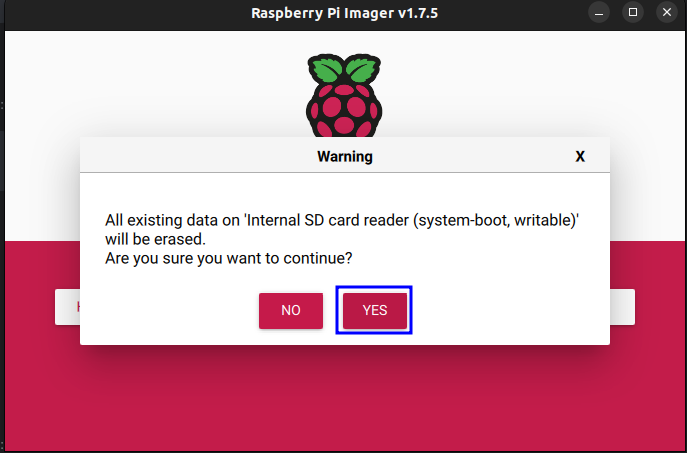 Raspberry Pi Imager v1.7.5
Warning
X
All existing data on 'Internal SD card reader (system-boot, writable)'
will be erased.
Are you sure you want to continue?
NO
YES